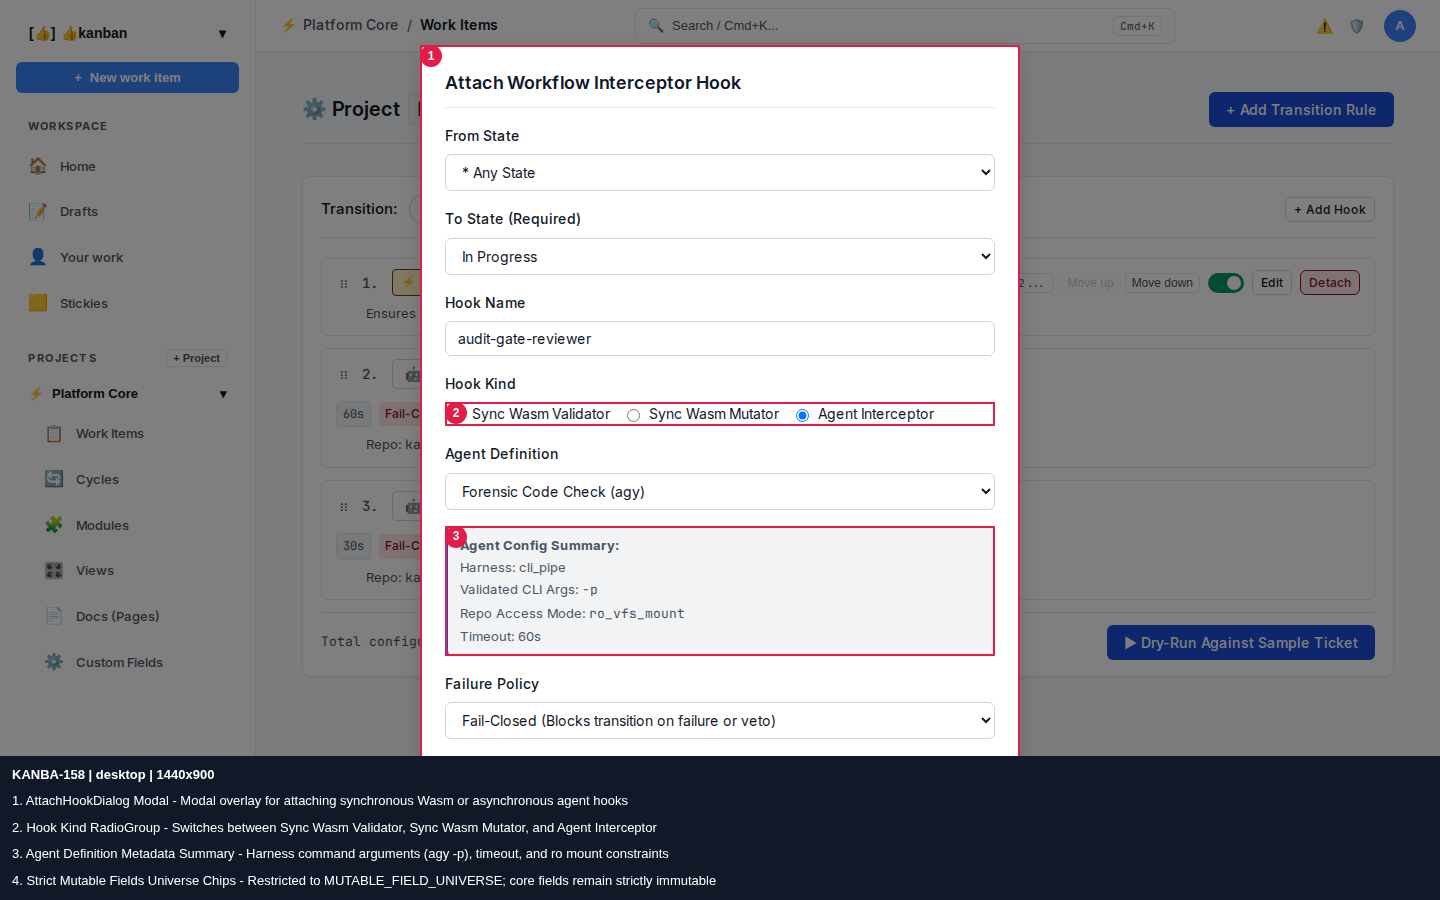 [👍] 👍kanban ▾
⚡ Platform Core / Work Items
🔍 Search / Cmd+K...
Cmd+K
A
+ New work item
WORKSPACE
Home
Drafts
Your work
Stickies
PROJECTS
+ Project
⚡ Platform Core ▾
Work Items
Cycles
Modules
Views
Docs (Pages)
Custom Fields
Project
+ Add Transition Rule
Transition:
+ Add Hook
1.
2...
Move up
Move down
Edit
Detach
Ensures
2.
60s
Fail-C
Repo: ka
3.
30s
Fail-C
Repo: ka
Total config
▶ Dry-Run Against Sample Ticket
1
Attach Workflow Interceptor Hook
From State
* Any State
To State (Required)
In Progress
Hook Name
audit-gate-reviewer
Hook Kind
2
Sync Wasm Validator
Sync Wasm Mutator
Agent Interceptor
Agent Definition
Forensic Code Check (agy)
3
Agent Config Summary:
Harness: cli_pipe
Validated CLI Args: -p
Repo Access Mode: ro_vfs_mount
Timeout: 60s
Failure Policy
Fail-Closed (Blocks transition on failure or veto)
KANBA-158 | desktop | 1440x900
1. AttachHookDialog Modal - Modal overlay for attaching synchronous Wasm or asynchronous agent hooks
2. Hook Kind RadioGroup - Switches between Sync Wasm Validator, Sync Wasm Mutator, and Agent Interceptor
3. Agent Definition Metadata Summary - Harness command arguments (agy -p), timeout, and ro mount constraints
4. Strict Mutable Fields Universe Chips - Restricted to MUTABLE_FIELD_UNIVERSE; core fields remain strictly immutable